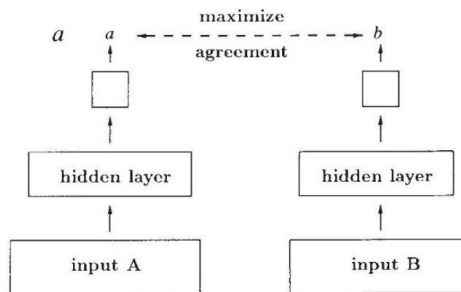 maximize
a a b
agreement
hidden layer hidden layer
input A input B